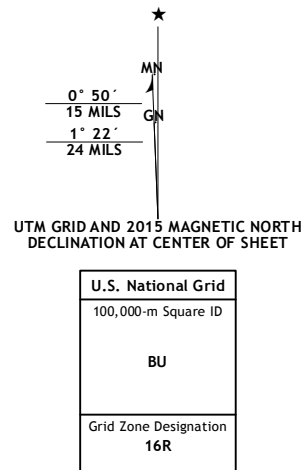 ★
MN
0° 50´
15 MILS
GN
1° 22´
24 MILS
UTM GRID AND 2015 MAGNETIC NORTH
DECLINATION AT CENTER OF SHEET
U.S. National Grid
100,000-m Square ID
BU
Grid Zone Designation
16R